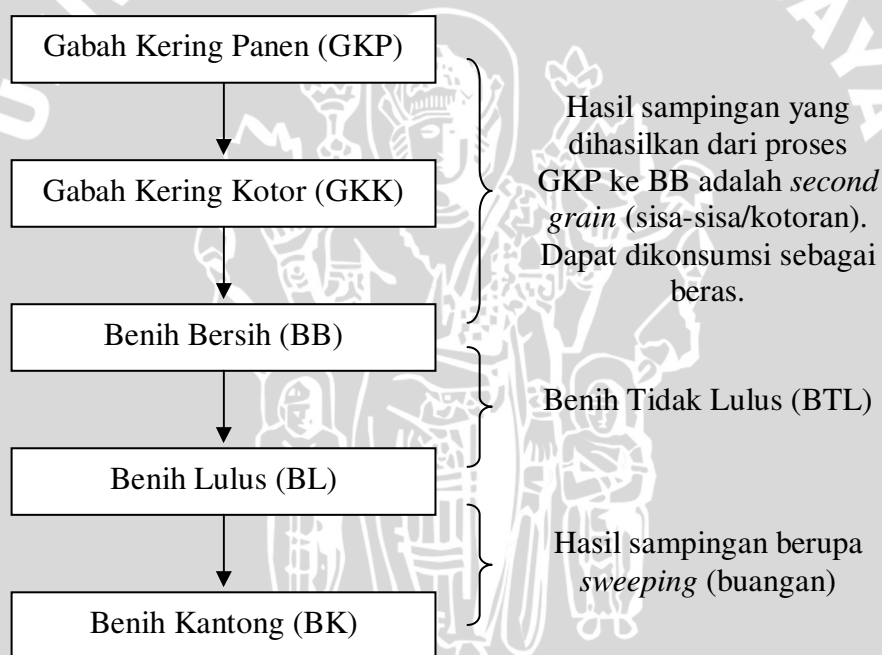 Gabah Kering Panen (GKP)
Hasil sampingan yang
dihasilkan dari proses
GKP ke BB adalah second
grain (sisa-sisa/kotoran).
Dapat dikonsumsi sebagai
beras.
Gabah Kering Kotor (GKK)
Benih Bersih (BB)
Benih Tidak Lulus (BTL)
Benih Lulus (BL)
Hasil sampingan berupa
sweeping (buangan)
Benih Kantong (BK)